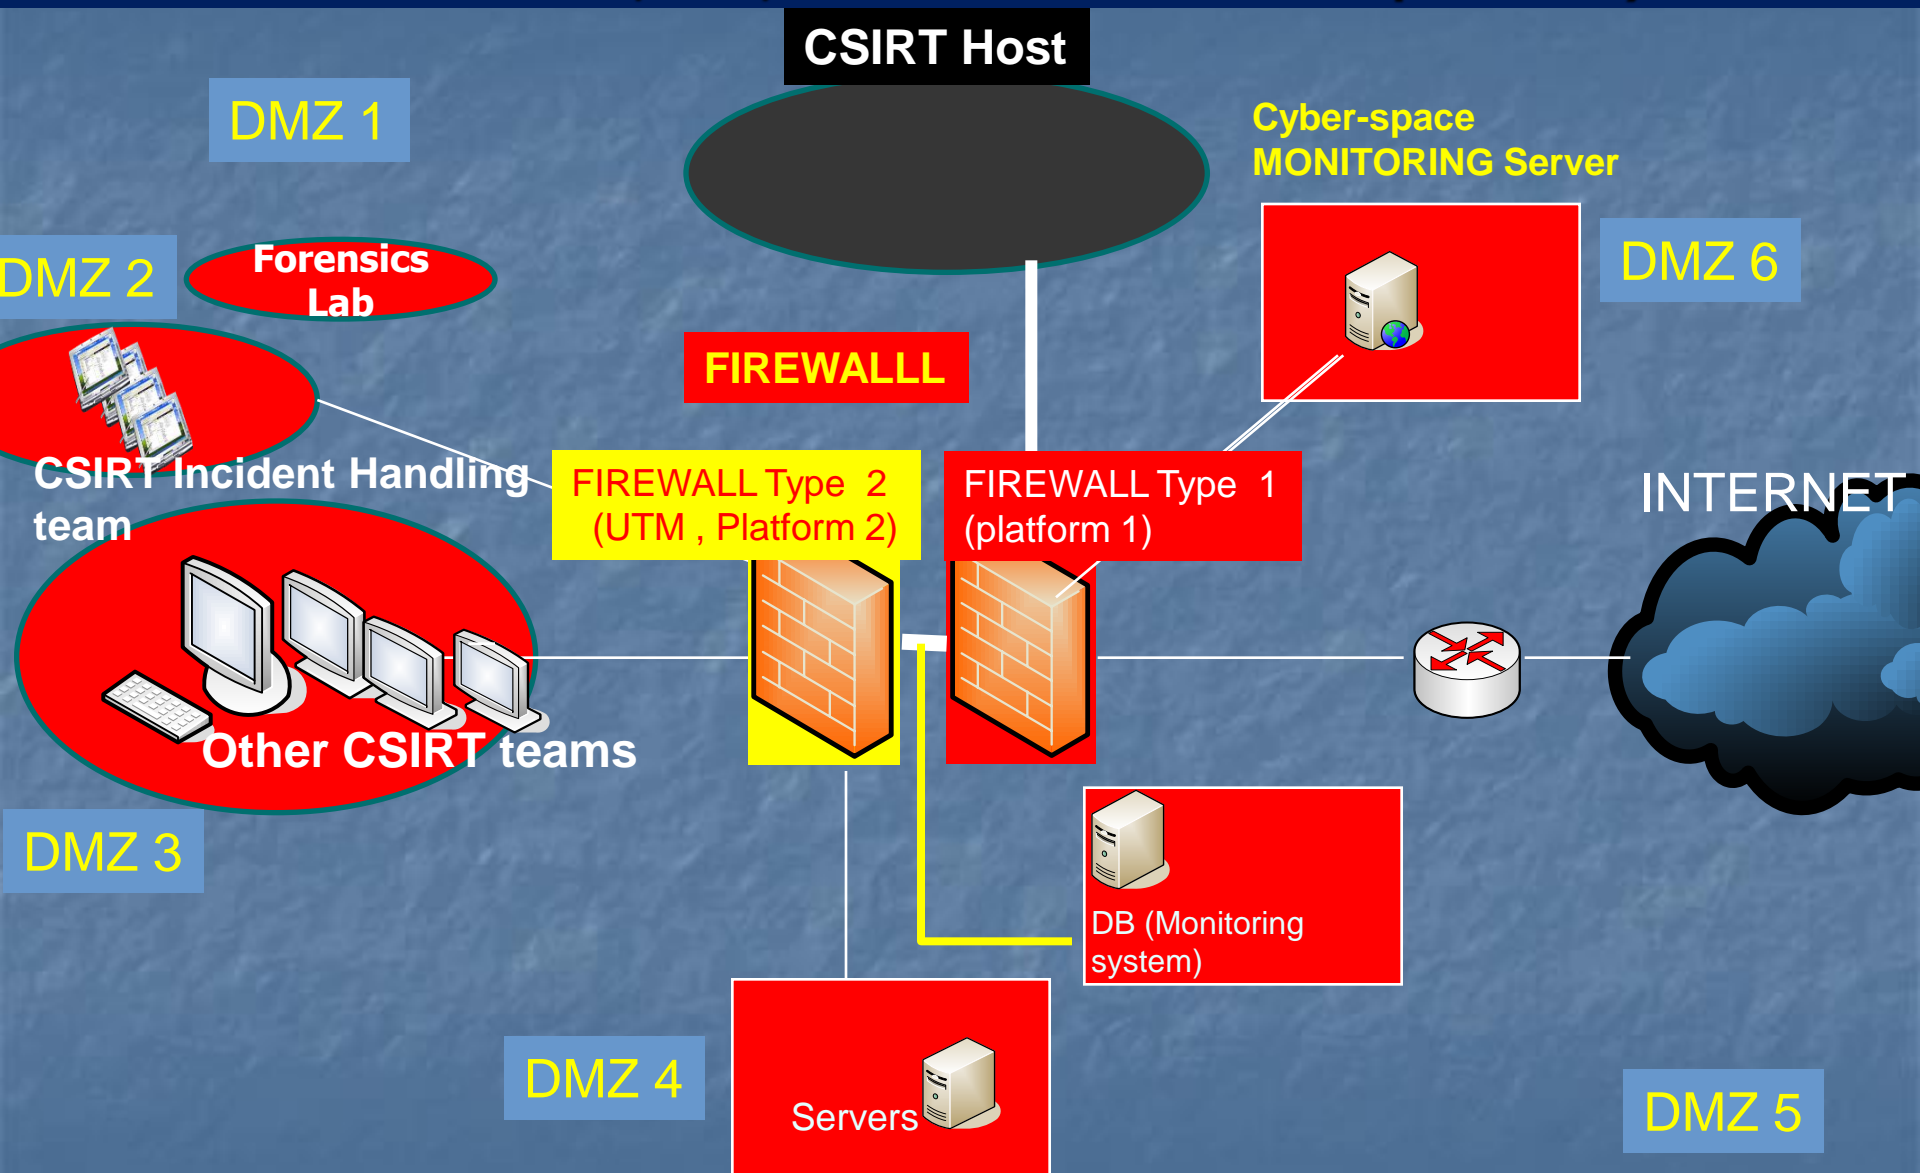 CSIRT Host
DMZ 1
Cyber-space
MONITORING Server
DMZ 2
Forensics
Lab
DMZ 6
FIREWALLL
CSIRT Incident Handling
team
FIREWALL Type 2
(UTM , Platform 2)
FIREWALL Type 1
(platform 1)
INTERNET
Other CSIRT teams
DMZ 3
DB (Monitoring
system)
DMZ 4
Servers
DMZ 5